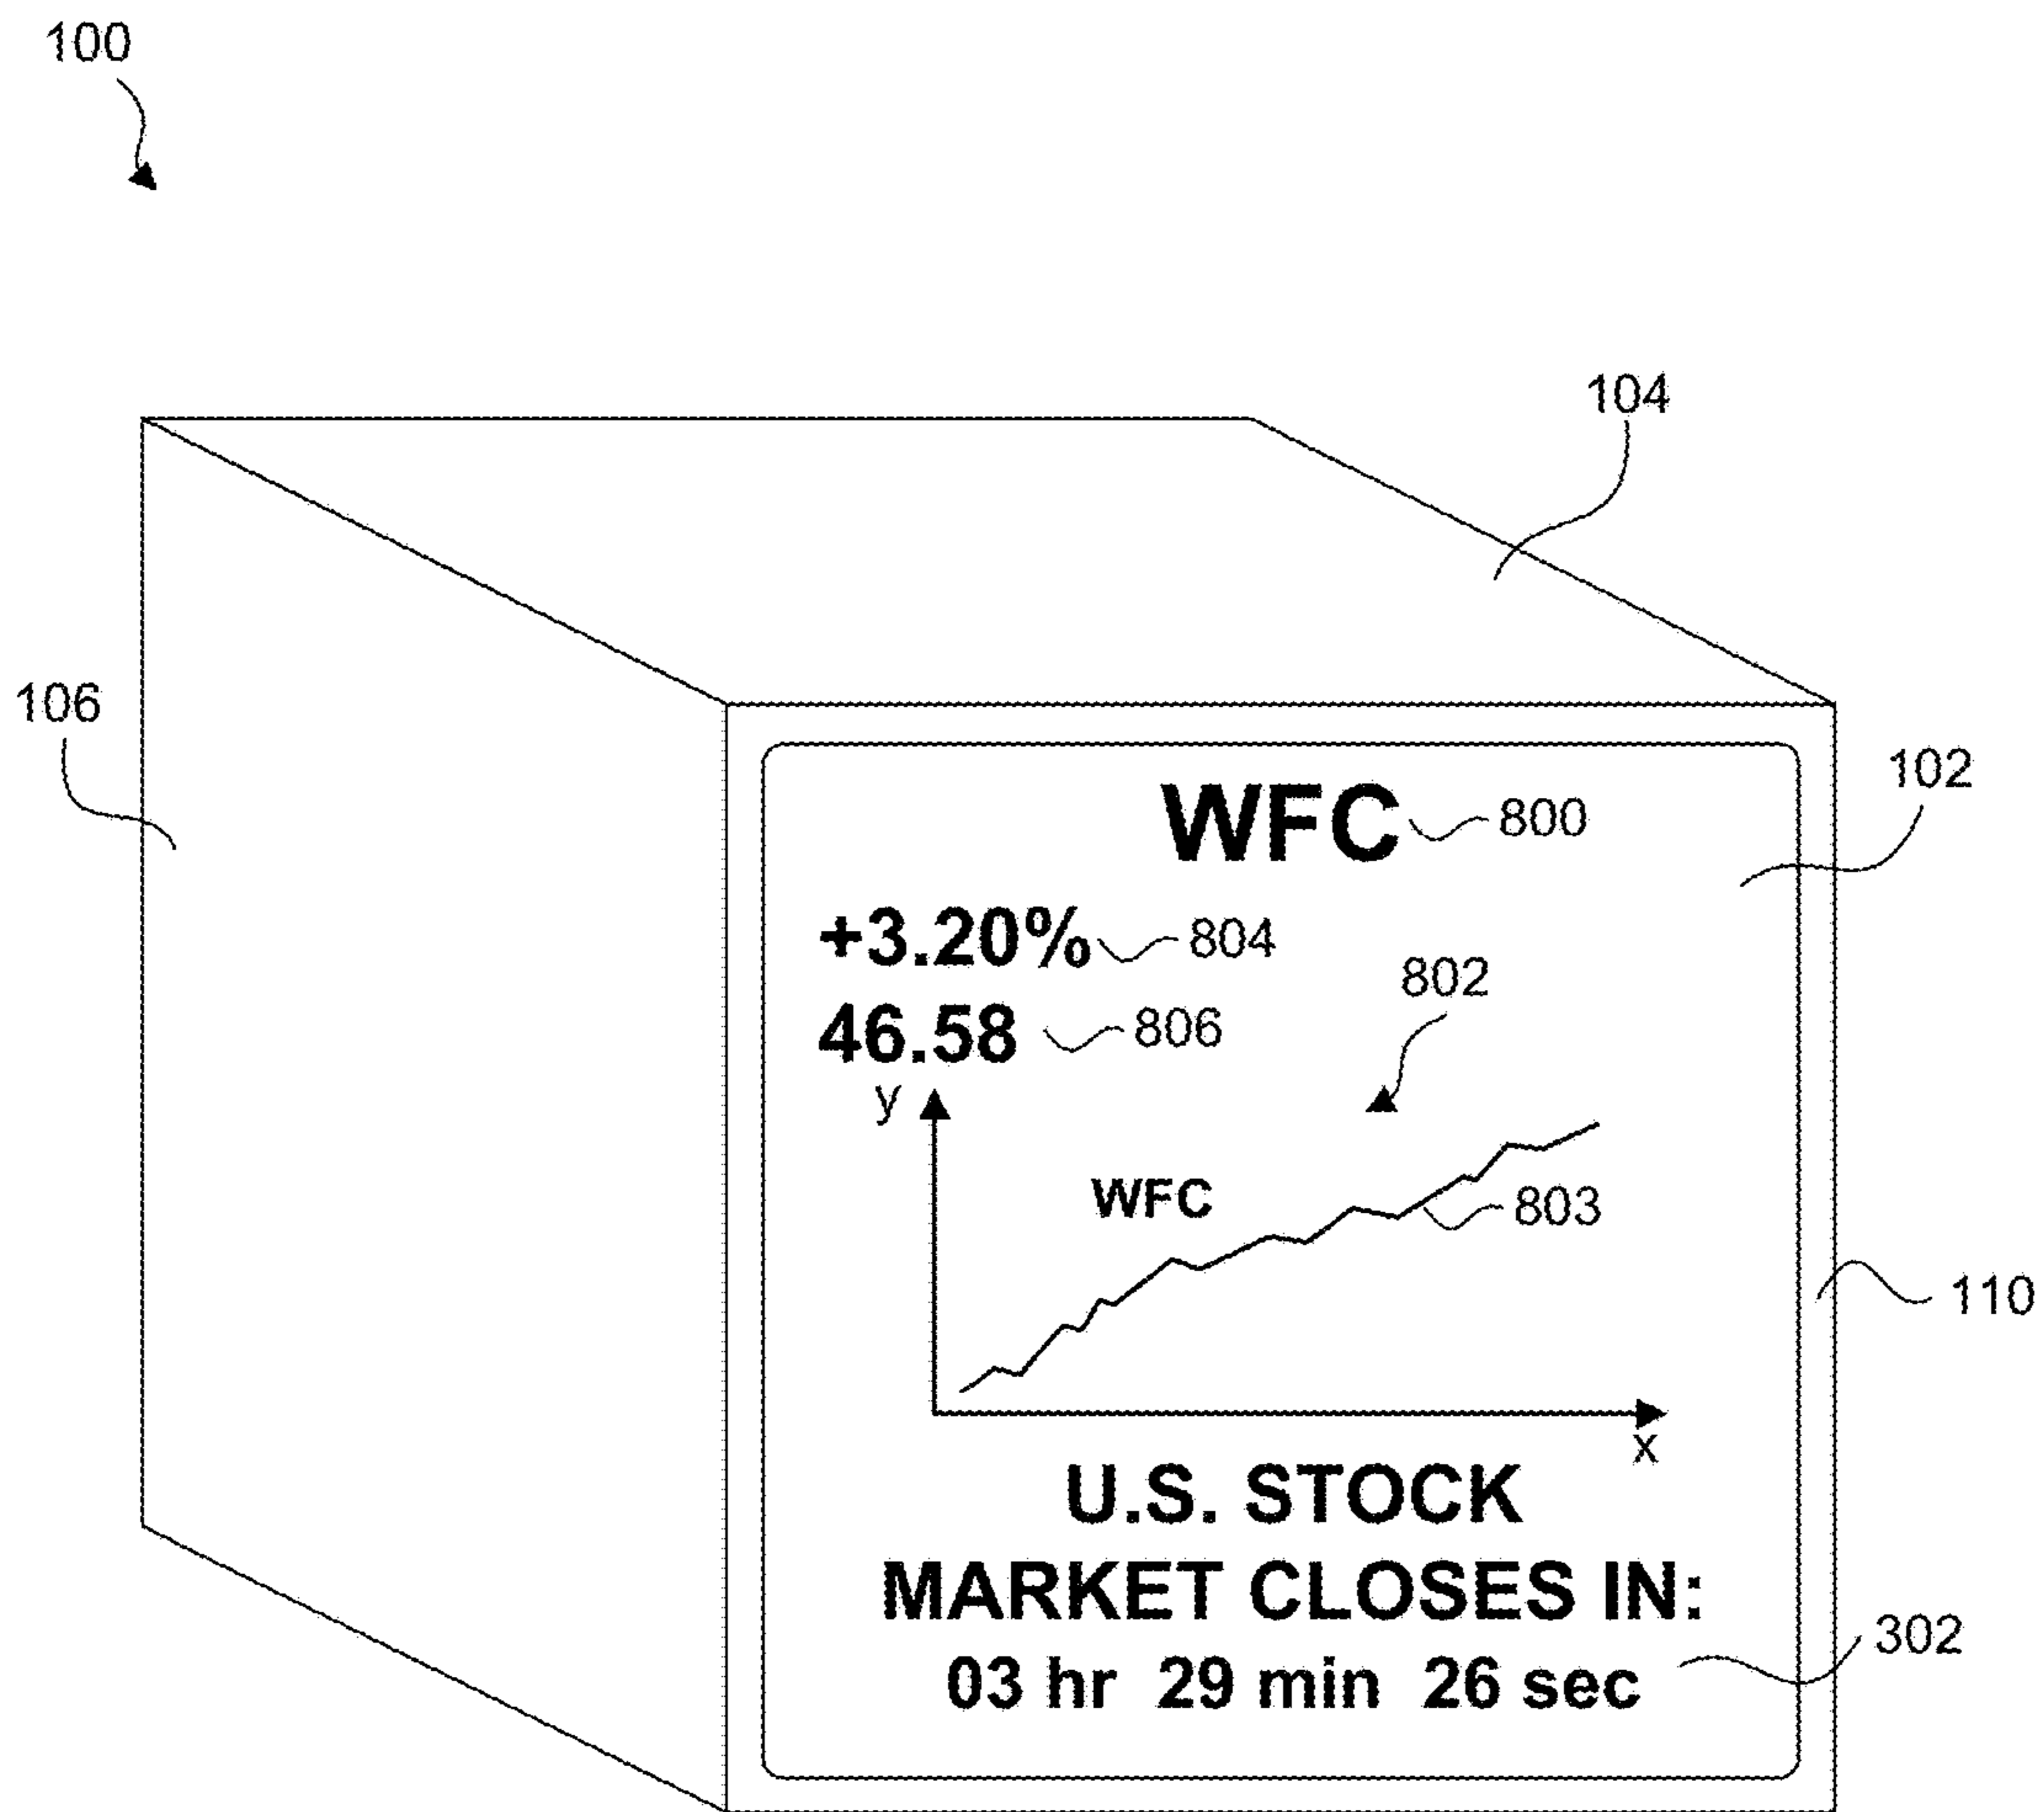 100
104
106
102
WFC 800
+3.20% 804
802
46.58 806
y
WFC
803
110
x
U.S. STOCK
MARKET CLOSES IN:
302
03 hr 29 min 26 sec